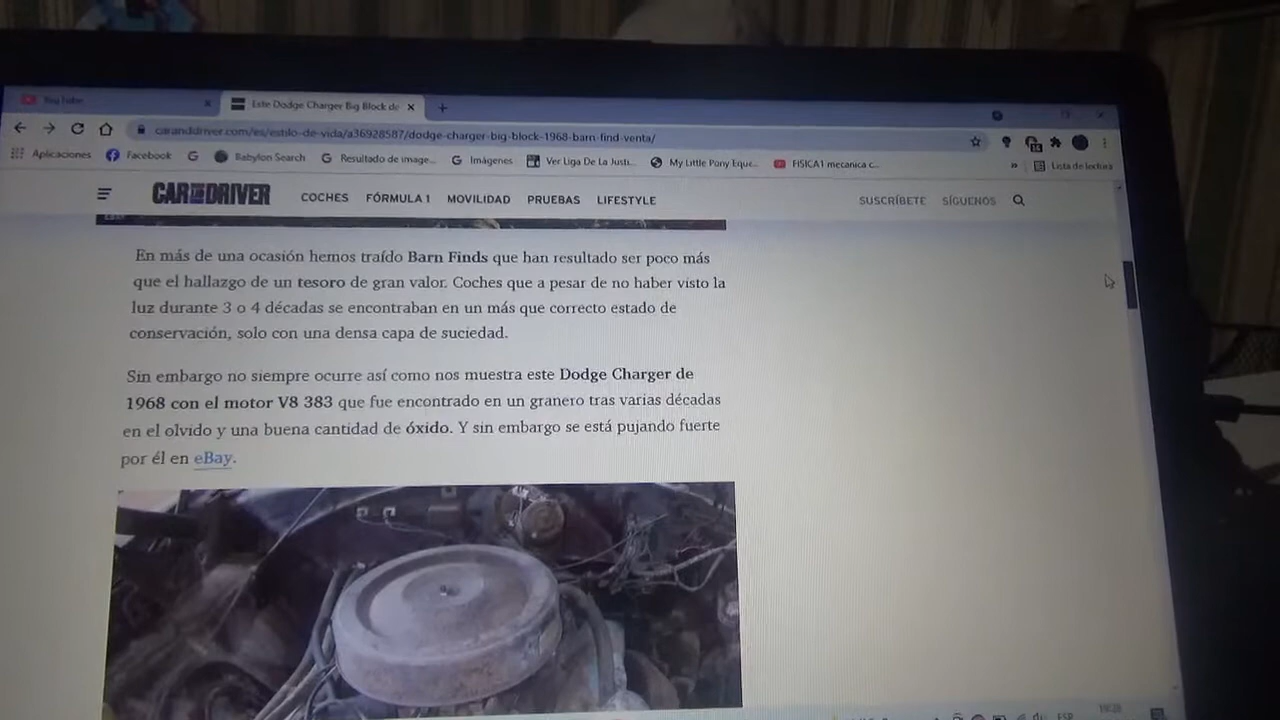 YouTube
Este Dodge Charger Big Block de
caranddriver.com/es/estilo-de-vida/a36928587/dodge-charger-big-block-1968-barn-find-venta/
Aplicaciones Facebook Babylon Search Resultado de image... Imágenes Ver Liga De La Justi... My Little Pony Eque... FISICA1 mecanica c... » Lista de lectura
CAR AND DRIVER COCHES FÓRMULA 1 MOVILIDAD PRUEBAS LIFESTYLE SUSCRÍBETE SÍGUENOS
En más de una ocasión hemos traído Barn Finds que han resultado ser poco más
que el hallazgo de un tesoro de gran valor. Coches que a pesar de no haber visto la
luz durante 3 o 4 décadas se encontraban en un más que correcto estado de
conservación, solo con una densa capa de suciedad.
Sin embargo no siempre ocurre así como nos muestra este Dodge Charger de
1968 con el motor V8 383 que fue encontrado en un granero tras varias décadas
en el olvido y una buena cantidad de óxido. Y sin embargo se está pujando fuerte
por él en eBay.
ESP